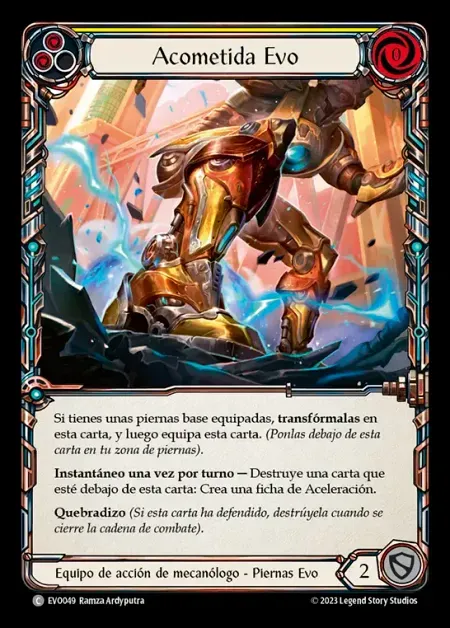 Acometida Evo
0
Si tienes unas piernas base equipadas, transfórmalas en
esta carta, y luego equipa esta carta. (Ponlas debajo de esta
carta en tu zona de piernas).
Instantáneo una vez por turno — Destruye una carta que
esté debajo de esta carta: Crea una ficha de Aceleración.
Quebradizo (Si esta carta ha defendido, destrúyela cuando se
cierre la cadena de combate).
Equipo de acción de mecanólogo - Piernas Evo
2
C EVO049 Ramza Ardyputra
© 2023 Legend Story Studios